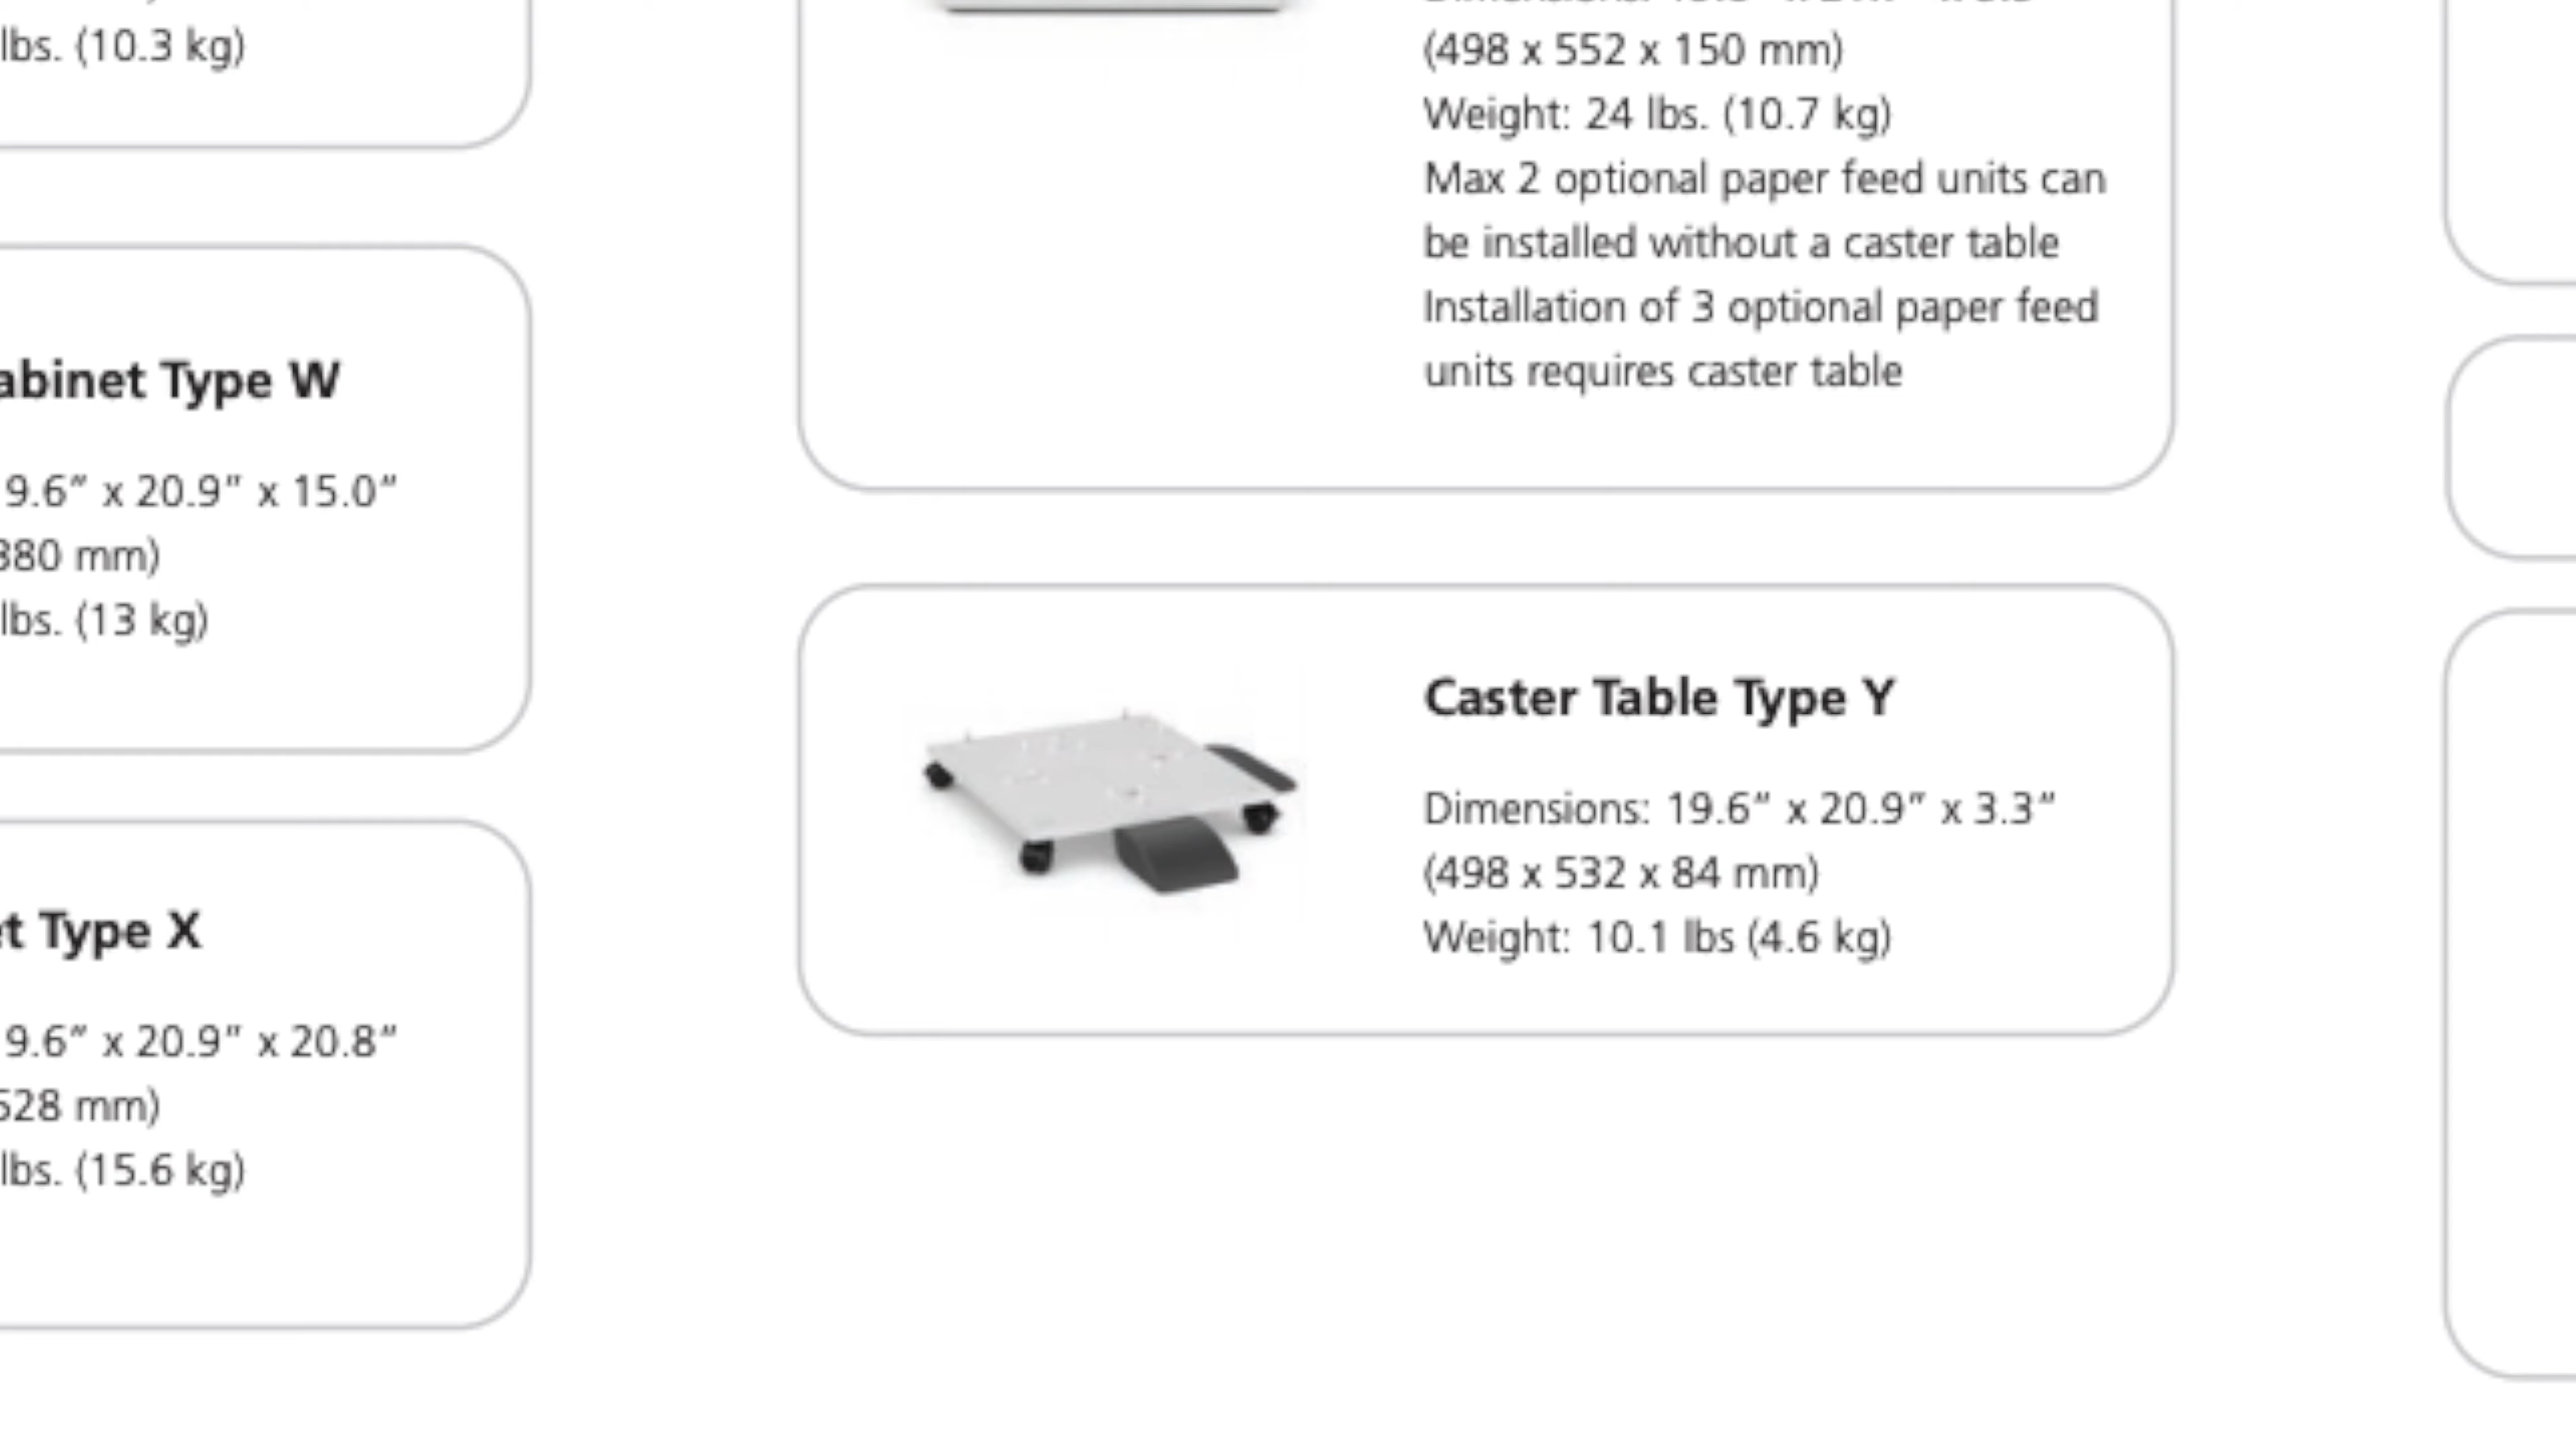 lbs. (10.3 kg)
abinet Type W
9.6" x 20.9" x 15.0"
380 mm)
lbs. (13 kg)
Type X
9.6" x 20.9" x 20.8"
528 mm)
lbs. (15.6 kg)
(498 x 552 x 150 mm)
Weight: 24 lbs. (10.7 kg)
Max 2 optional paper feed units can
be installed without a caster table
Installation of 3 optional paper feed
units requires caster table
Caster Table Type Y
Dimensions: 19.6" x 20.9" x 3.3"
(498 x 532 x 84 mm)
Weight: 10.1 lbs (4.6 kg)